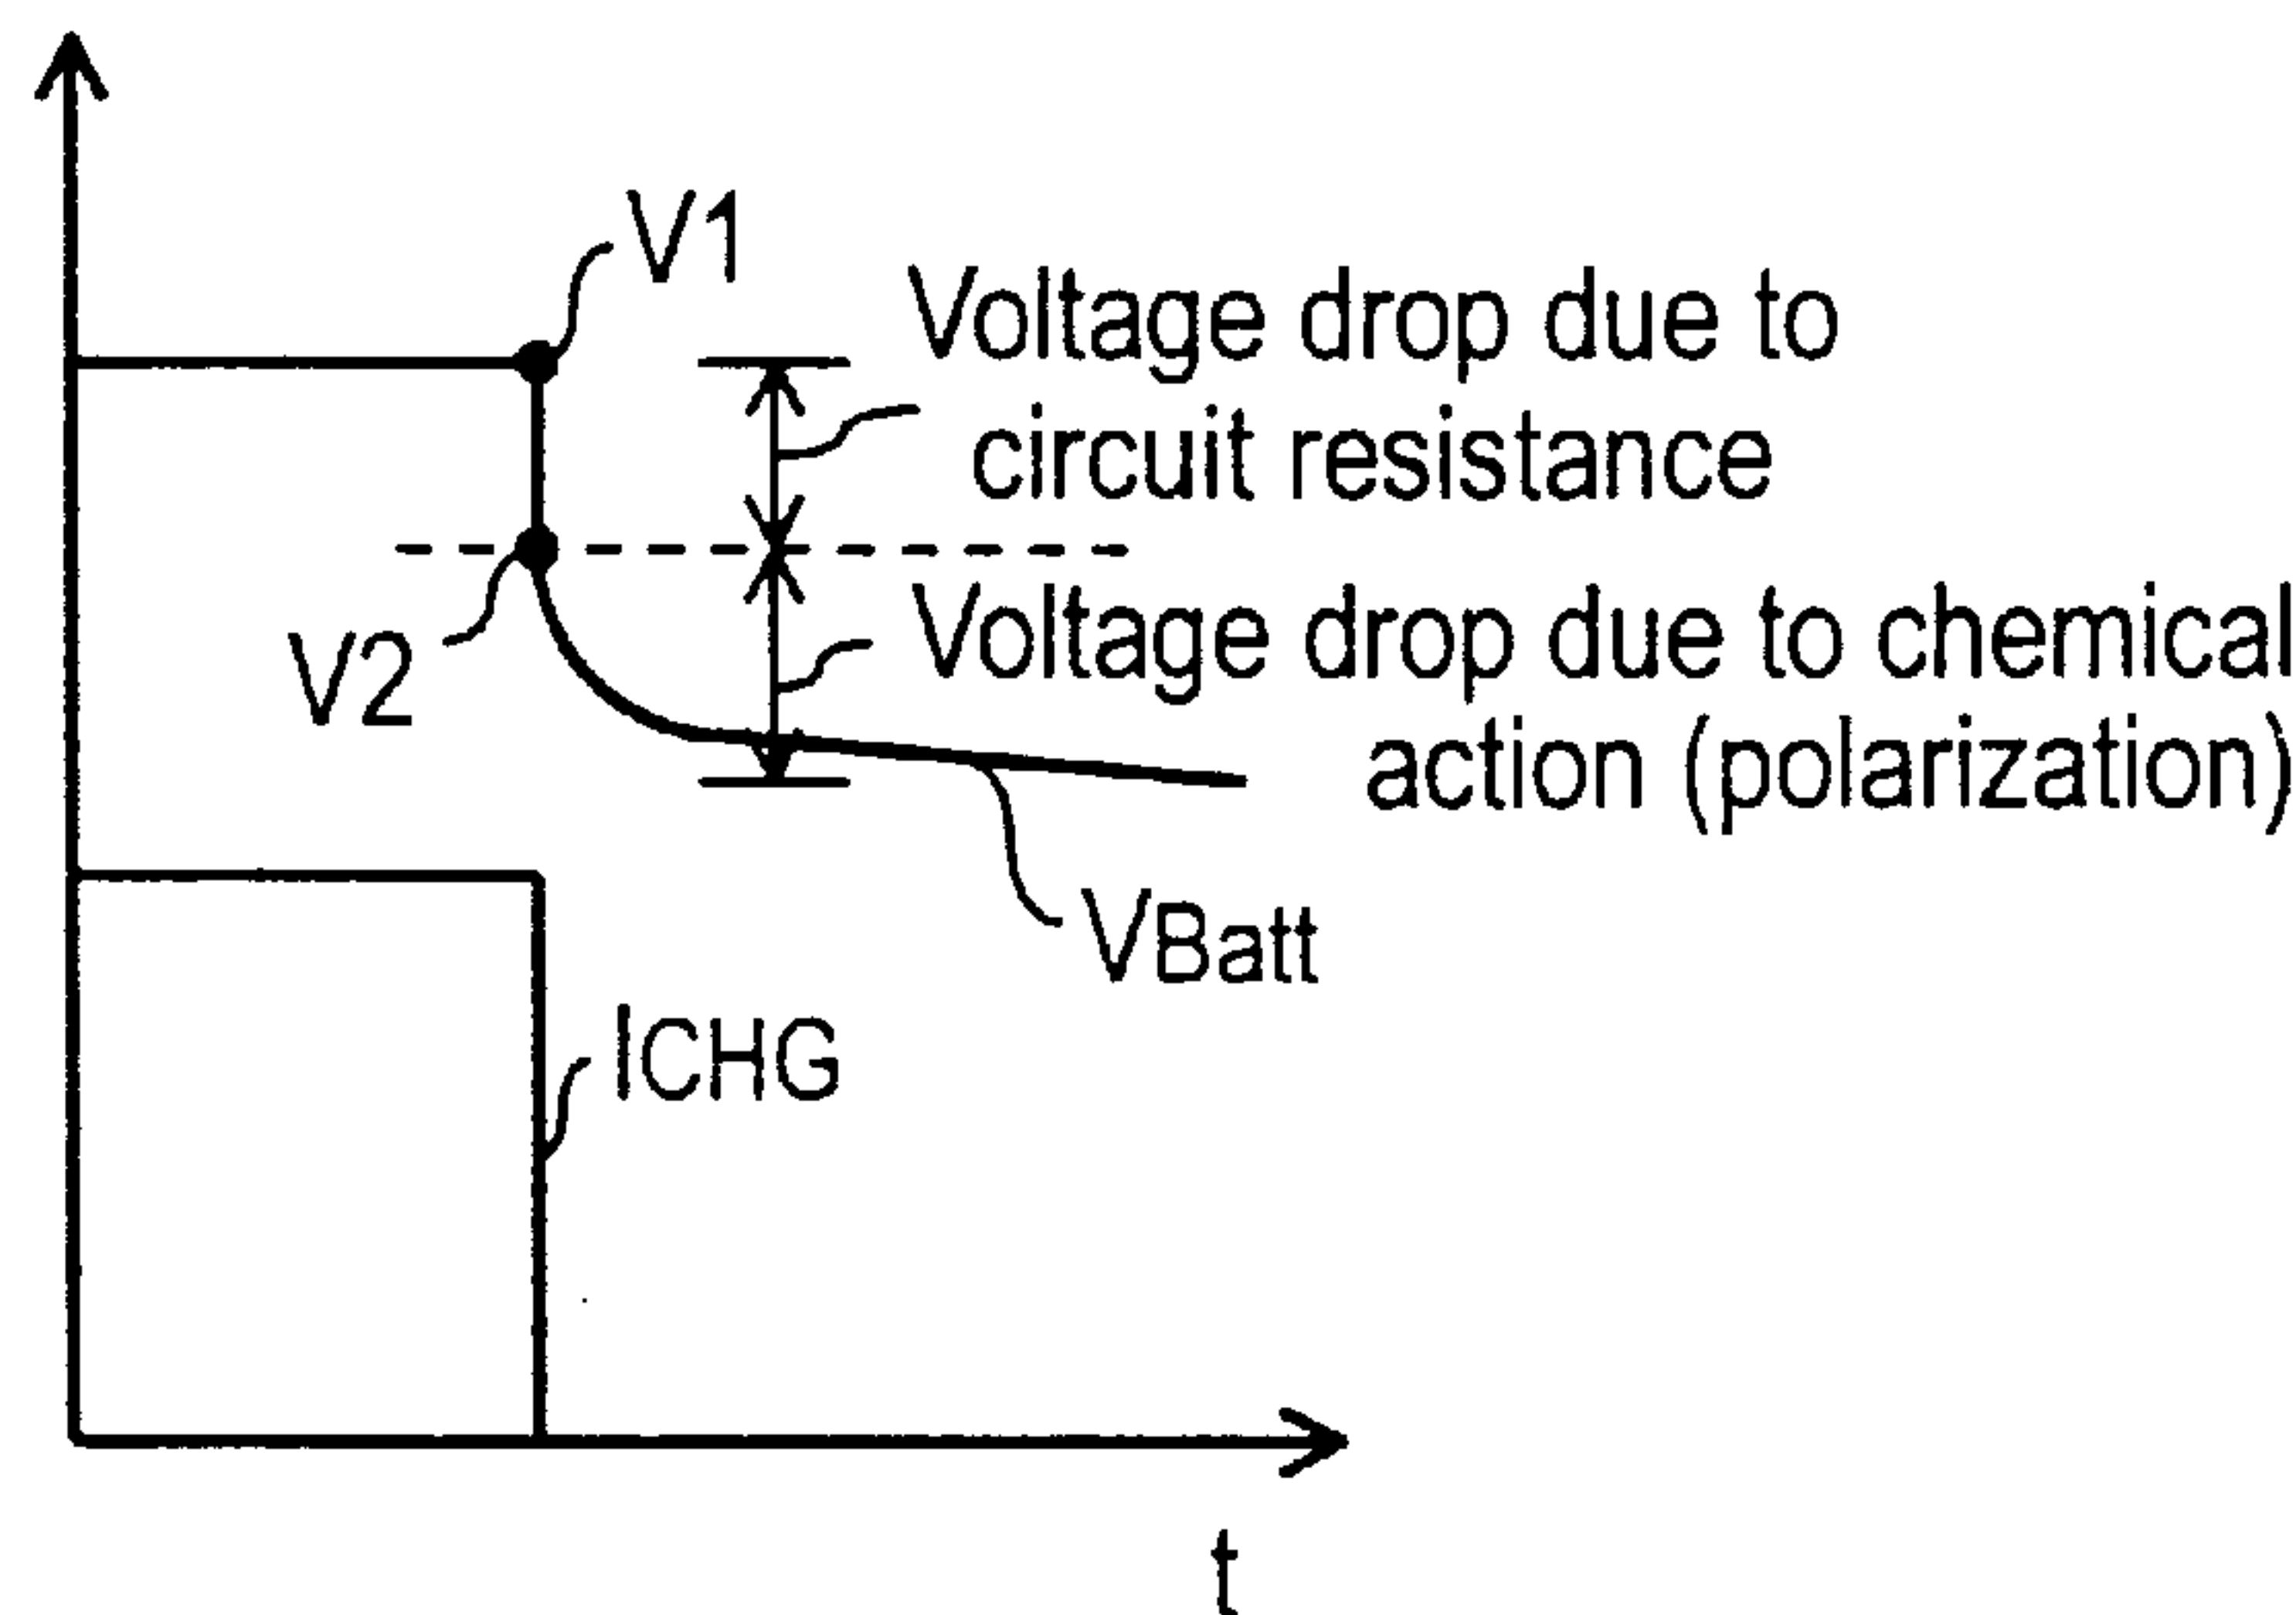 V1
Voltage drop due to
circuit resistance
V2
Voltage drop due to chemical
action (polarization)
VBatt
ICHG
t